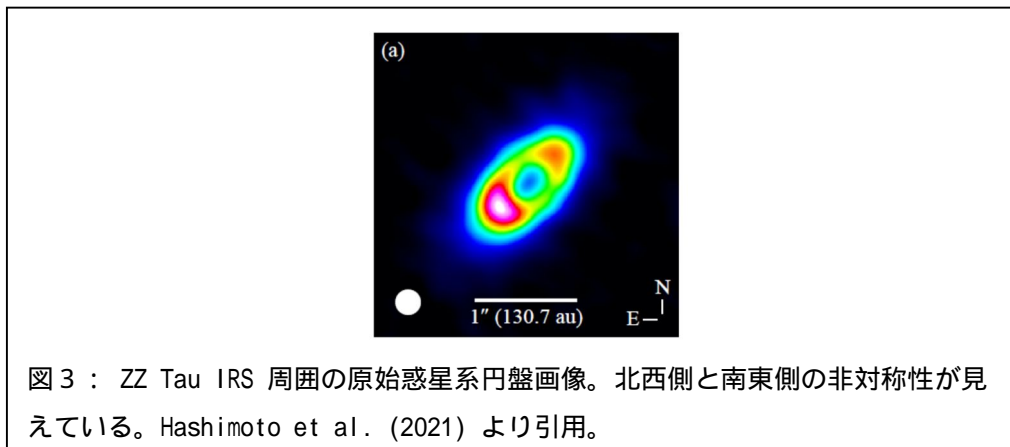 (a)
N
E
1″ (130.7 au)
図３： ZZ Tau IRS 周囲の原始惑星系円盤画像。北西側と南東側の非対称性が見
えている。Hashimoto et al. (2021) より引用。